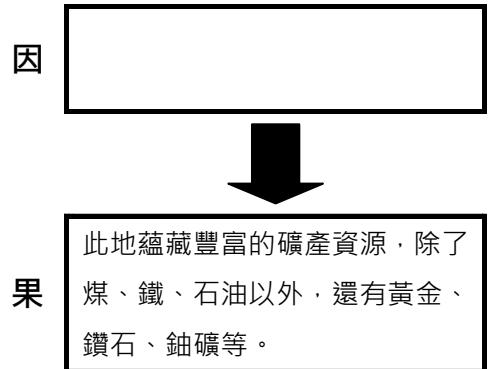 因
此地蘊藏豐富的礦產資源，除了
果
煤、鐵、石油以外，還有黃金、
鑽石、鈾礦等。